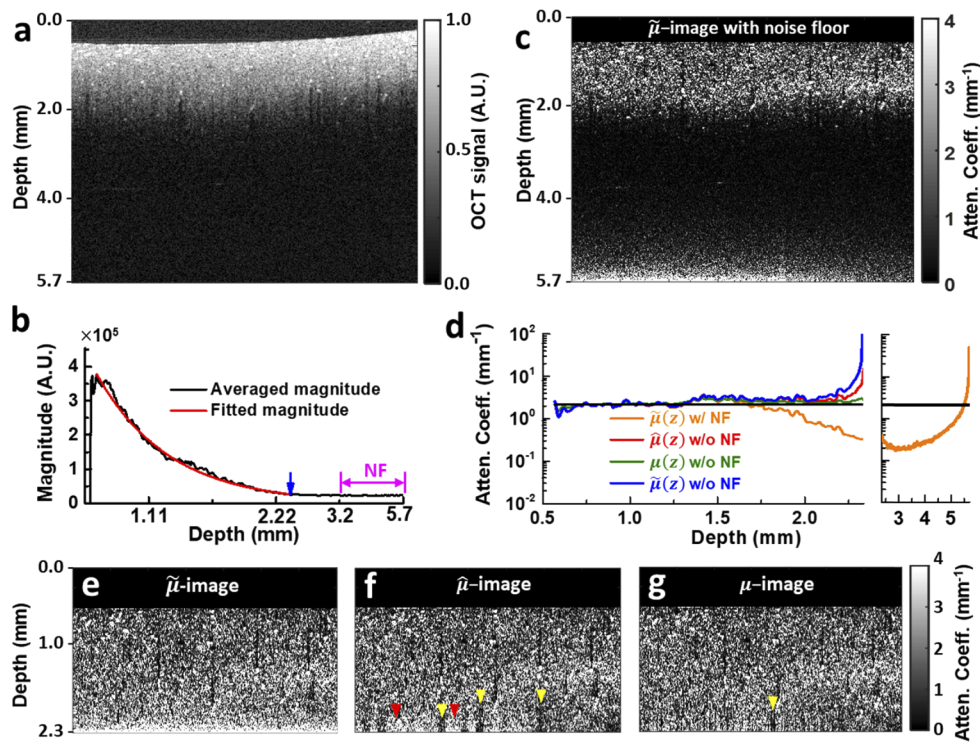 a
0.0
2.0
4.0
5.7
Depth (mm)
1.0
0.5
0.0
OCT signal (A.U.)
c
μ̃-image with noise floor
0.0
2.0
4.0
5.7
Depth (mm)
4
3
2
1
0
Atten. Coeff. (mm⁻¹)
b
×10⁵
4
3
2
1
0
Magnitude (A.U.)
Averaged magnitude
Fitted magnitude
NF
1.11 2.22 3.2 5.7
Depth (mm)
d
10²
10¹
10⁰
10⁻¹
10⁻²
Atten. Coeff. (mm⁻¹)
μ̃(z) w/ NF
μ̂(z) w/o NF
μ(z) w/o NF
μ̃(z) w/o NF
0.5 1.0 1.5 2.0 3 4 5
Depth (mm)
e
μ̃-image
0.0
1.0
2.3
Depth (mm)
f
μ̂–image
g
μ–image
4
3
2
1
0
Atten. Coeff. (mm⁻¹)